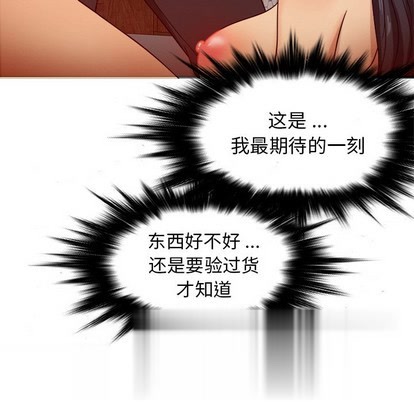 这是 ...
我最期待的一刻
东西好不好 ...
还是要验过货
才知道